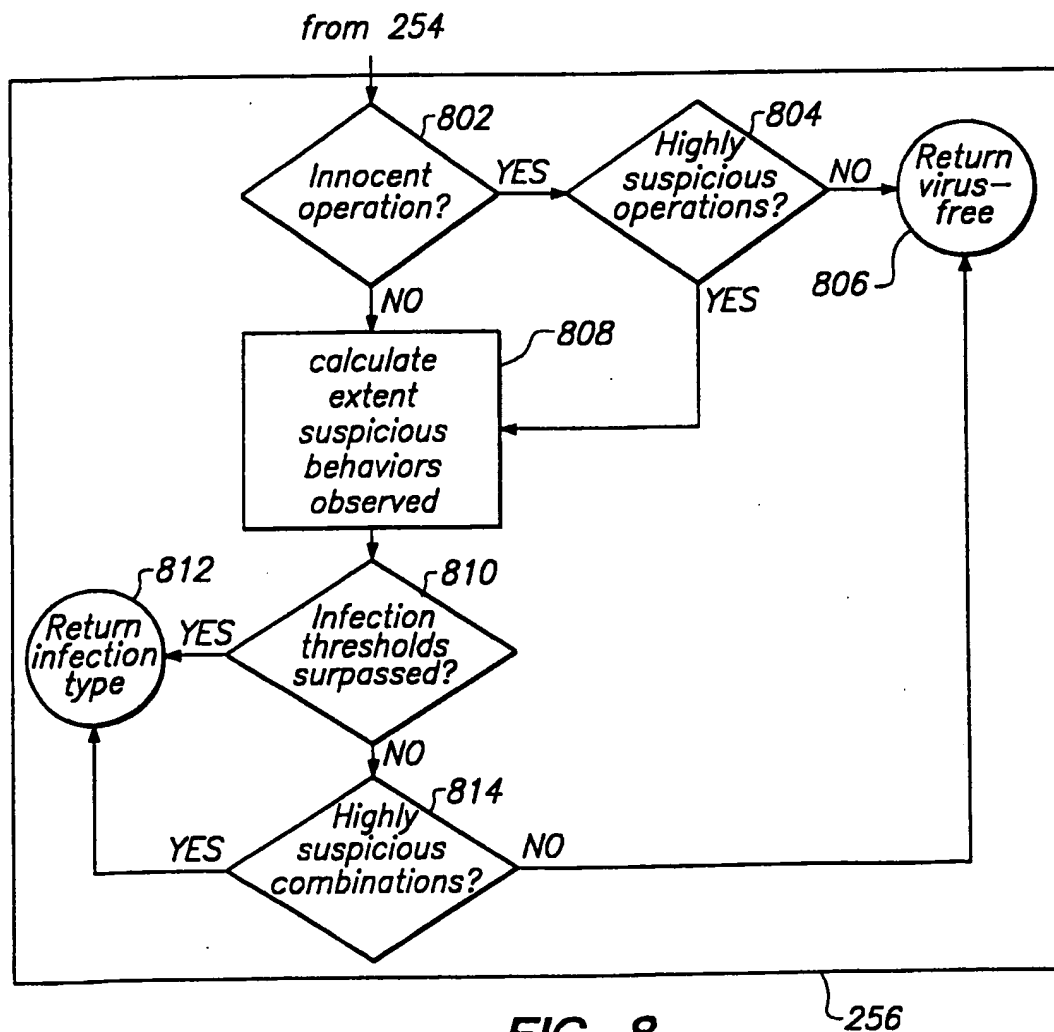 from 254
802
Innocent
operation?
YES
804
Highly
suspicious
operations?
NO
Return
virus-
free
806
NO
YES
808
calculate
extent
suspicious
behaviors
observed
812
Return
infection
type
YES
810
Infection
thresholds
surpassed?
NO
814
Highly
suspicious
combinations?
YES
NO
256
FIG. 8